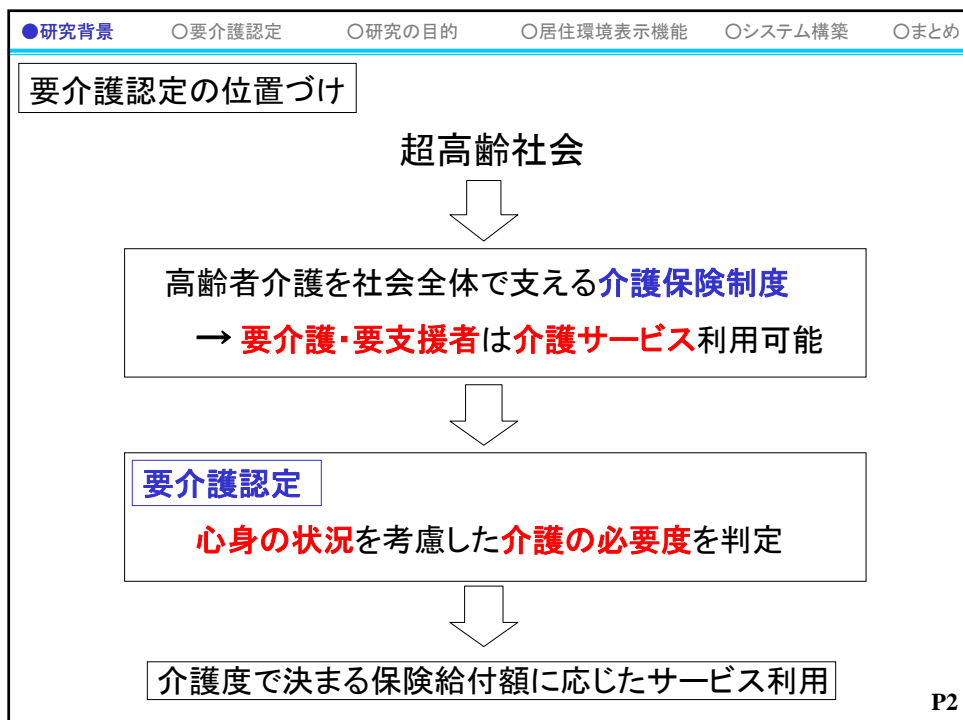 ●研究背景 ○要介護認定 ○研究の目的 ○居住環境表示機能 ○システム構築 ○まとめ
要介護認定の位置づけ
超高齢社会
高齢者介護を社会全体で支える介護保険制度
→ 要介護・要支援者は介護サービス利用可能
要介護認定
心身の状況を考慮した介護の必要度を判定
介護度で決まる保険給付額に応じたサービス利用
P2